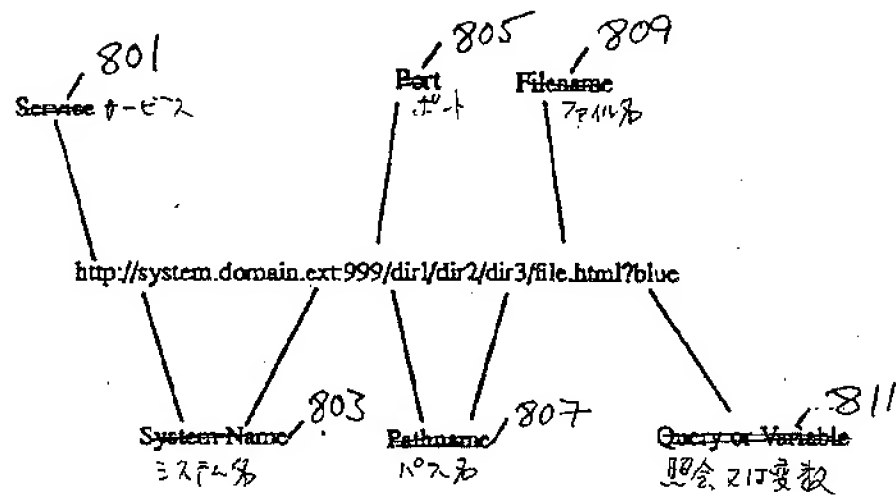 801
Service サービス
805
Port
ポート
809
Filename
ファイル名
http://system.domain.ext:999/dir1/dir2/dir3/file.html?blue
803
System Name
システム名
807
Pathname
パス名
811
Query or Variable
照会又は変数